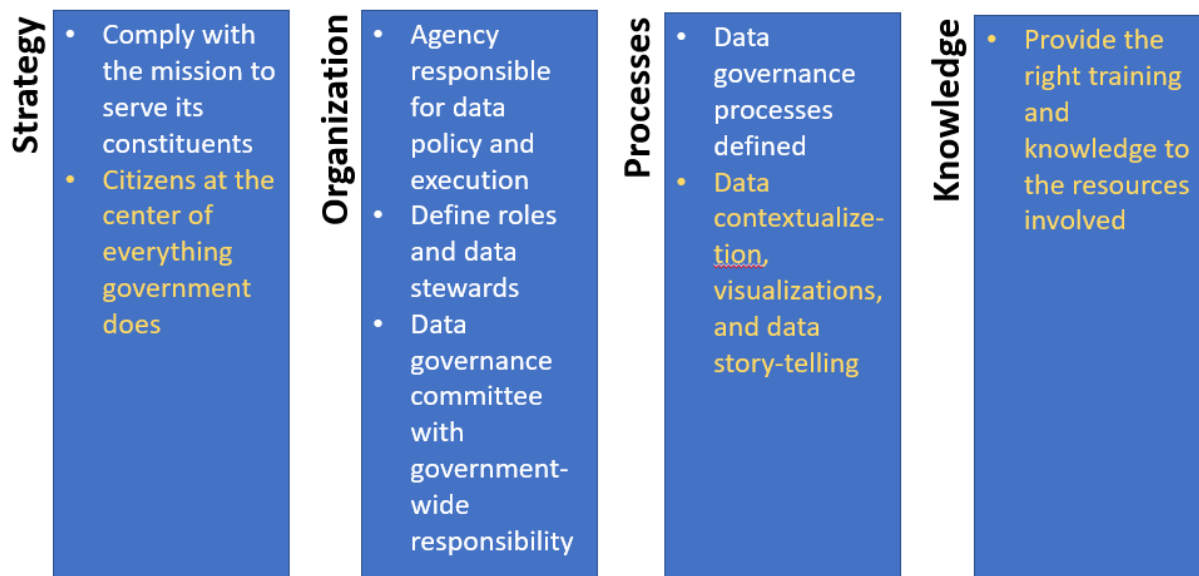 Strategy
• Comply with
the mission to
serve its
constituents
• Citizens at the
center of
everything
government
does
Organization
• Agency
responsible
for data
policy and
execution
• Define roles
and data
stewards
• Data
governance
committee
with
government-
wide
responsibility
Processes
• Data
governance
processes
defined
• Data
contextualize-
tion,
visualizations,
and data
story-telling
Knowledge
• Provide the
right training
and
knowledge to
the resources
involved